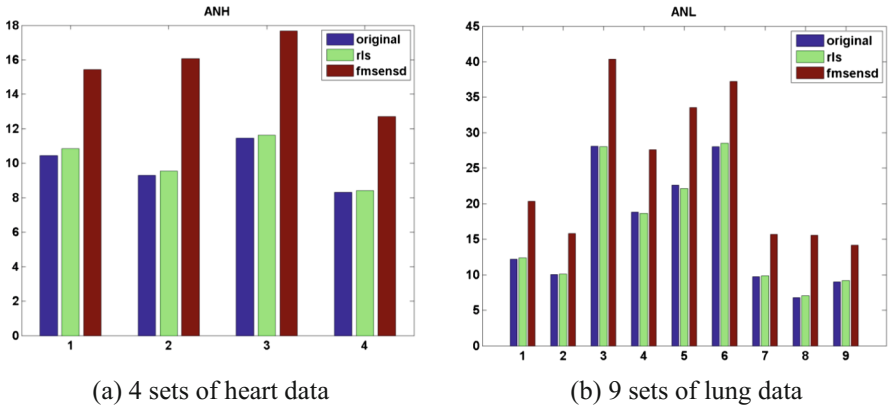 ANH
18
16
14
12
10
8
6
4
2
0
1 2 3 4
original
rls
fmsensd
(a) 4 sets of heart data
ANL
45
40
35
30
25
20
15
10
5
0
1 2 3 4 5 6 7 8 9
original
rls
fmsensd
(b) 9 sets of lung data